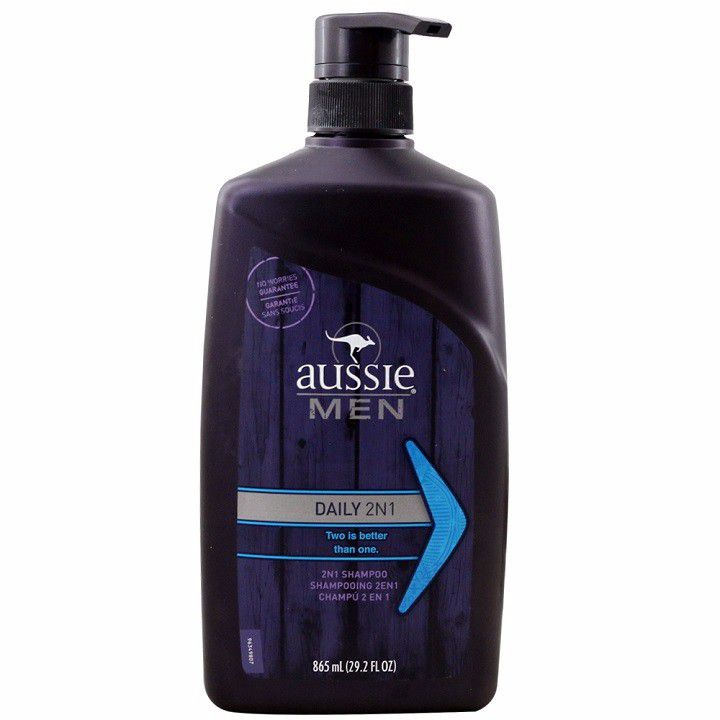 NO WORRIES
GUARANTEE
GARANTIE
SANS SOUCIS
aussie®
MEN
DAILY 2N1
Two is better
than one.
2N1 SHAMPOO
SHAMPOOING 2EN1
CHAMPÚ 2 EN 1
96349807
865 mL (29.2 FL OZ)